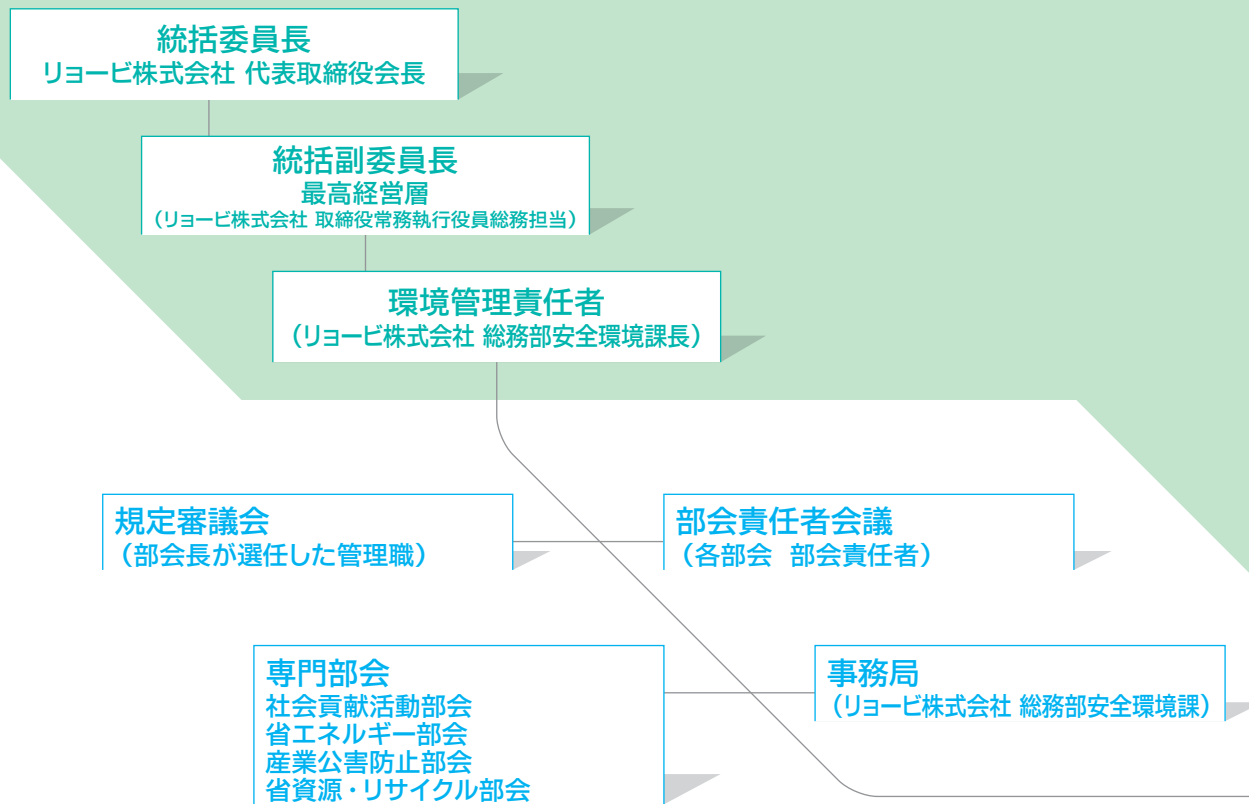 統括委員長
リョービ株式会社 代表取締役会長
統括副委員長
最高経営層
（リョービ株式会社 取締役常務執行役員総務担当）
環境管理責任者
（リョービ株式会社 総務部安全環境課長）
規定審議会
（部会長が選任した管理職）
部会責任者会議
（各部会 部会責任者）
専門部会
社会貢献活動部会
省エネルギー部会
産業公害防止部会
省資源・リサイクル部会
事務局
（リョービ株式会社 総務部安全環境課）